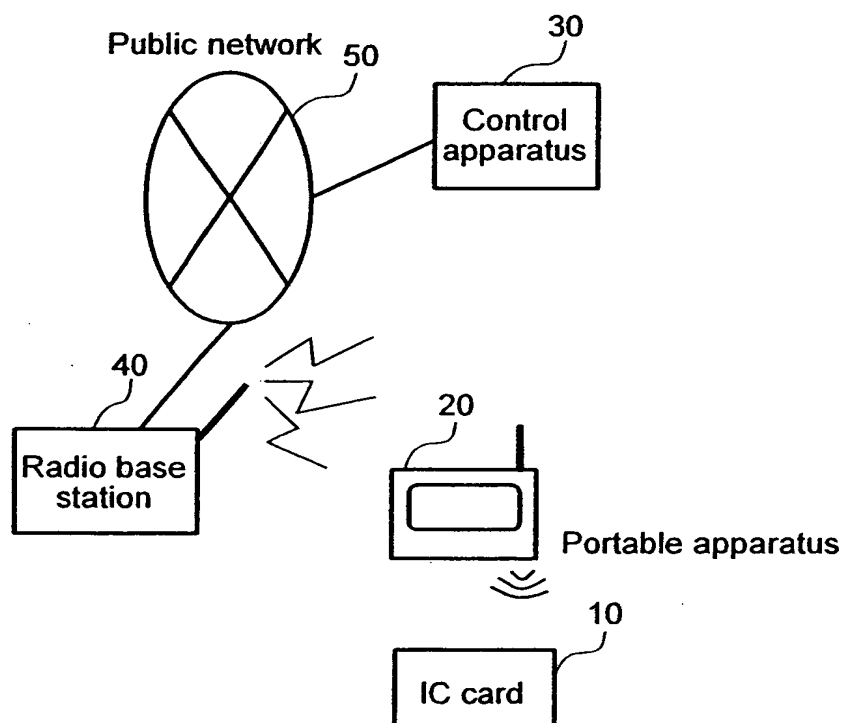 Public network
50
30
Control
apparatus
40
Radio base
station
20
Portable apparatus
10
IC card